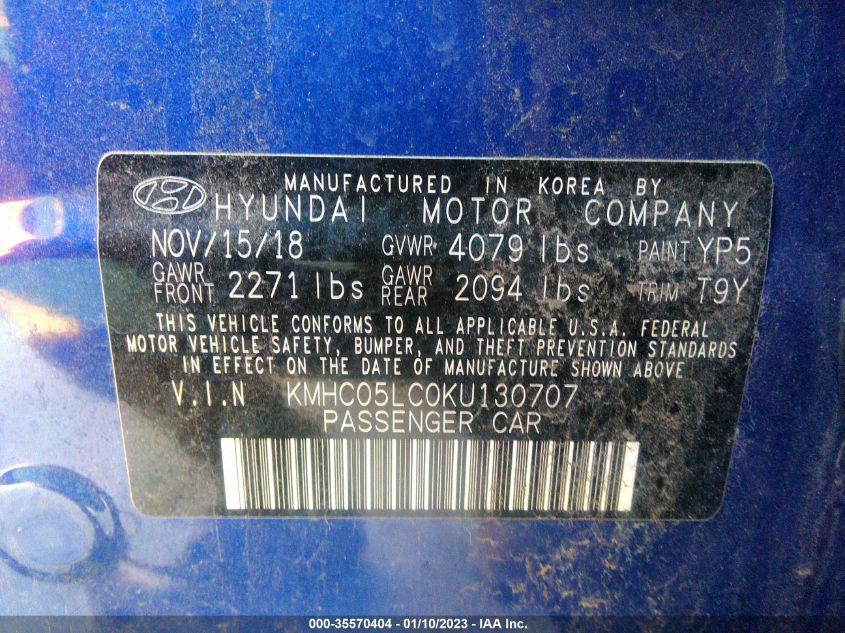 MANUFACTURED IN KOREA BY
HYUNDAI MOTOR COMPANY
NOV/15/18 GVWR 4079 lbs PAINT YP5
GAWR FRONT 2271 lbs GAWR REAR 2094 lbs TRIM T9Y
THIS VEHICLE CONFORMS TO ALL APPLICABLE U.S.A. FEDERAL
MOTOR VEHICLE SAFETY, BUMPER, AND THEFT PREVENTION STANDARDS
IN EFFECT ON THE DATE OF MANUFACTURE SHOWN ABOVE.
V.I.N KMHC05LC0KU130707
PASSENGER CAR
000-35570404 - 01/10/2023 - IAA Inc.